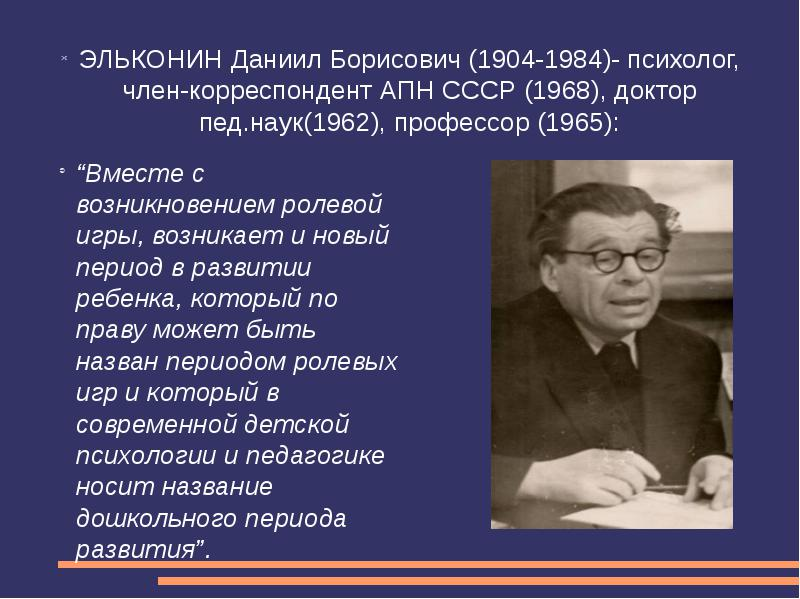 ЭЛЬКОНИН Даниил Борисович (1904-1984)- психолог,
член-корреспондент АПН СССР (1968), доктор
пед.наук(1962), профессор (1965):
“Вместе с
возникновением ролевой
игры, возникает и новый
период в развитии
ребенка, который по
праву может быть
назван периодом ролевых
игр и который в
современной детской
психологии и педагогике
носит название
дошкольного периода
развития”.